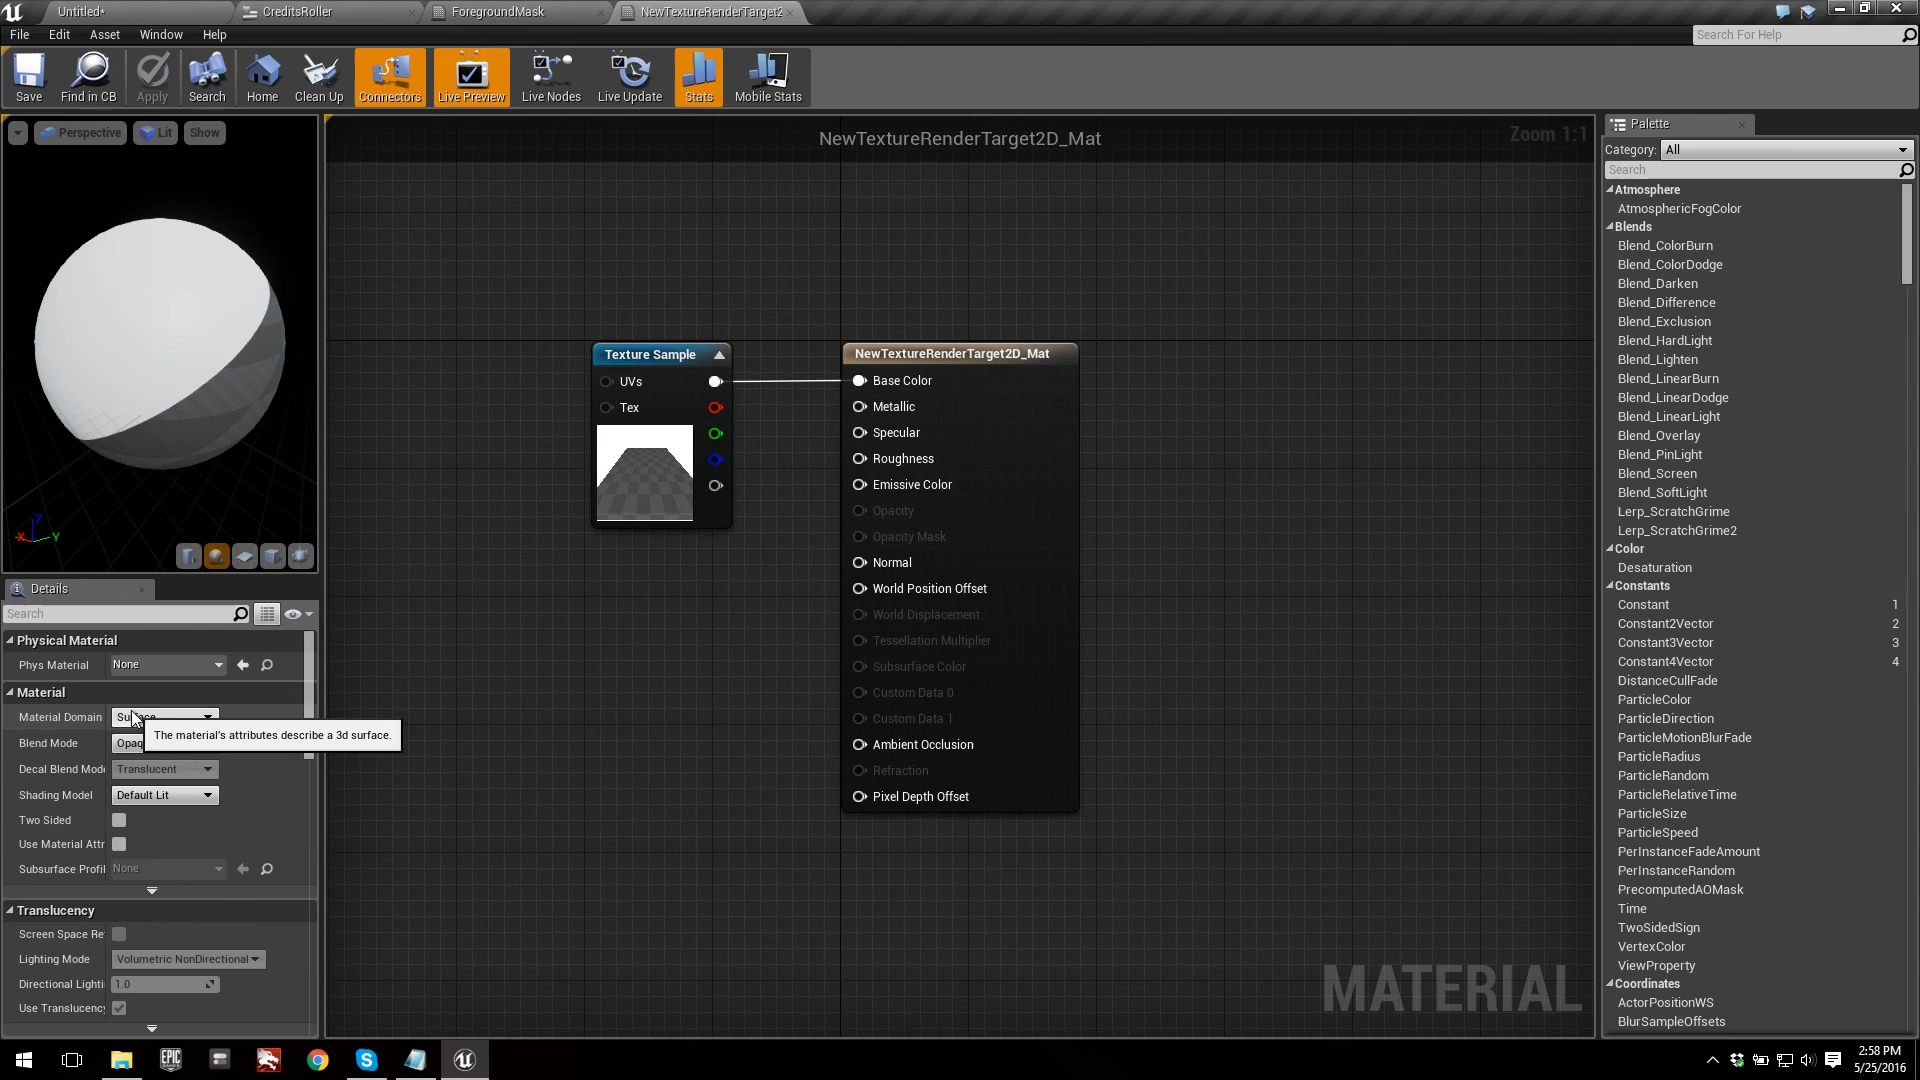 Untitled*
CreditsRoller
ForegroundMask
NewTextureRenderTarget2
File Edit Asset Window Help
Search For Help
Save Find in CB Apply Search Home Clean Up Connectors Live Preview Live Nodes Live Update Stats Mobile Stats
Perspective Lit Show
NewTextureRenderTarget2D_Mat
Zoom 1:1
Texture Sample
UVs
Tex
NewTextureRenderTarget2D_Mat
Base Color
Metallic
Specular
Roughness
Emissive Color
Opacity
Opacity Mask
Normal
World Position Offset
World Displacement
Tessellation Multiplier
Subsurface Color
Custom Data 0
Custom Data 1
Ambient Occlusion
Refraction
Pixel Depth Offset
MATERIAL
X Y Z
Details
Search
Physical Material
Phys Material None
Material
Material Domain
The material's attributes describe a 3d surface.
Blend Mode Opaq
Decal Blend Mode Translucent
Shading Model Default Lit
Two Sided
Use Material Attr
Subsurface Profil None
Translucency
Screen Space Re
Lighting Mode Volumetric NonDirectional
Directional Lighti 1.0
Use Translucency
Palette
Category: All
Search
Atmosphere
AtmosphericFogColor
Blends
Blend_ColorBurn
Blend_ColorDodge
Blend_Darken
Blend_Difference
Blend_Exclusion
Blend_HardLight
Blend_Lighten
Blend_LinearBurn
Blend_LinearDodge
Blend_LinearLight
Blend_Overlay
Blend_PinLight
Blend_Screen
Blend_SoftLight
Lerp_ScratchGrime
Lerp_ScratchGrime2
Color
Desaturation
Constants
Constant 1
Constant2Vector 2
Constant3Vector 3
Constant4Vector 4
DistanceCullFade
ParticleColor
ParticleDirection
ParticleMotionBlurFade
ParticleRadius
ParticleRandom
ParticleRelativeTime
ParticleSize
ParticleSpeed
PerInstanceFadeAmount
PerInstanceRandom
PrecomputedAOMask
Time
TwoSidedSign
VertexColor
ViewProperty
Coordinates
ActorPositionWS
BlurSampleOffsets
EPIC
2:58 PM
5/25/2016